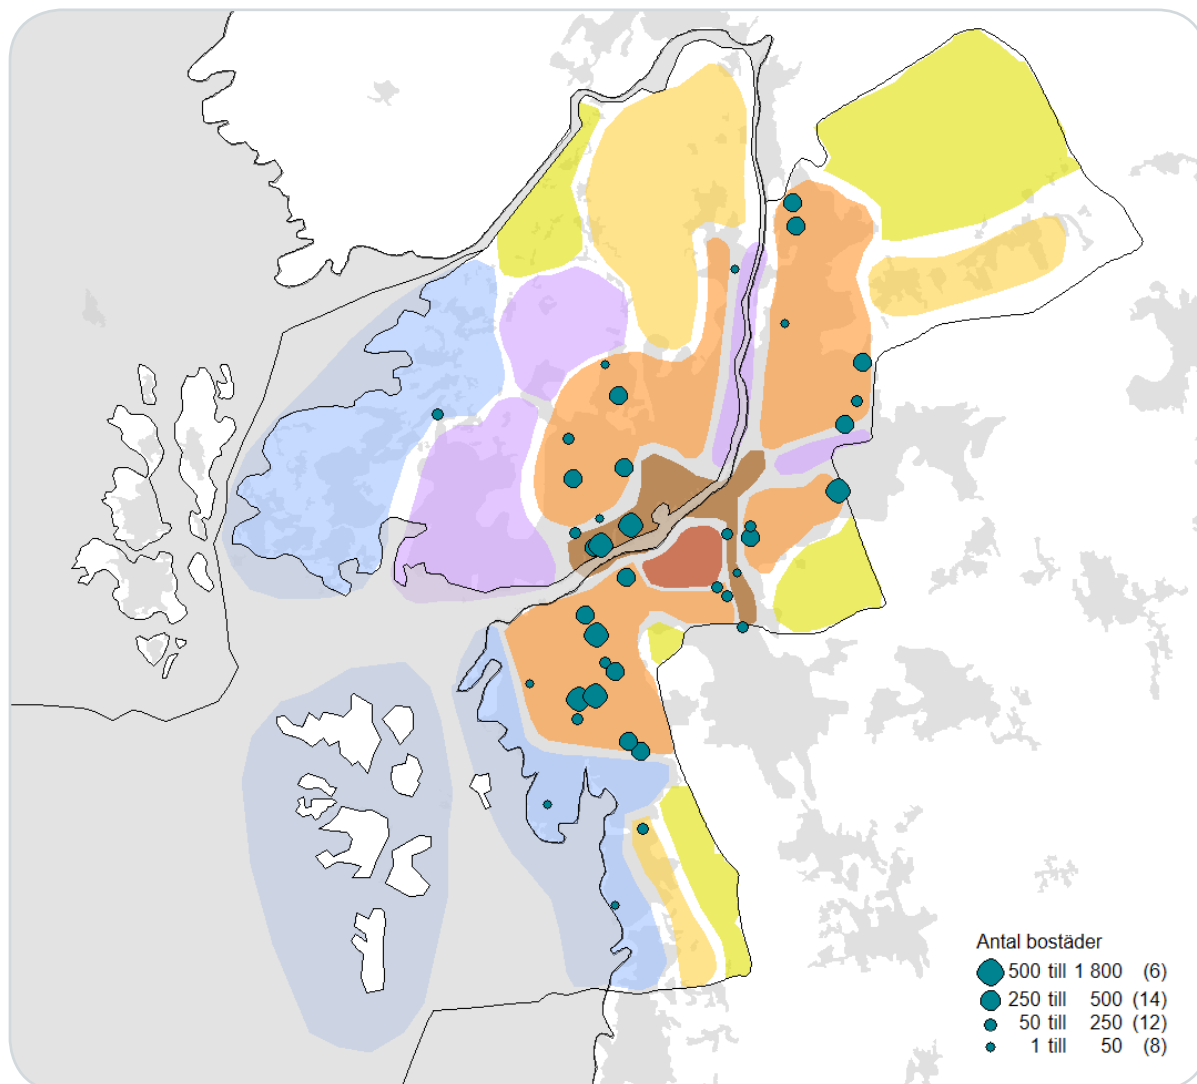 Antal bostäder
500 till 1 800 (6)
250 till 500 (14)
50 till 250 (12)
1 till 50 (8)